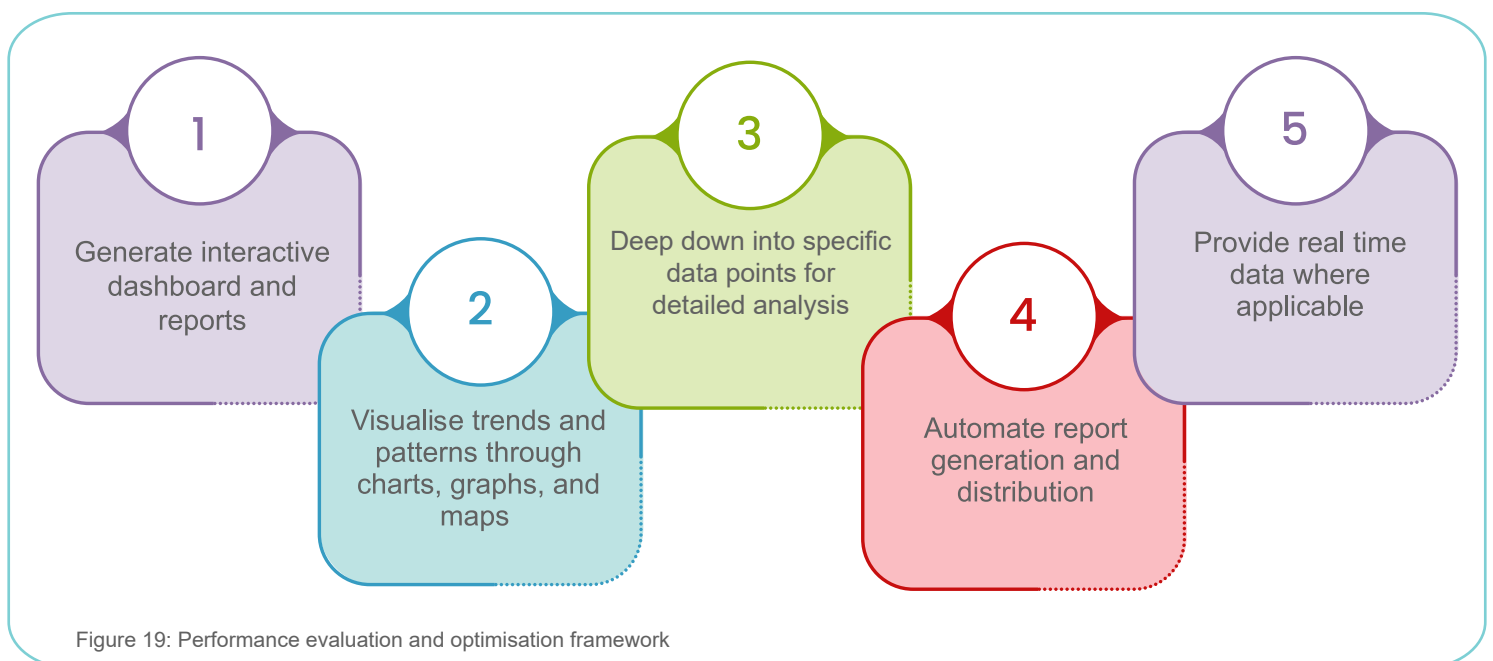 1
Generate interactive
dashboard and
reports
2
Visualise trends and
patterns through
charts, graphs, and
maps
3
Deep down into specific
data points for
detailed analysis
4
Automate report
generation and
distribution
5
Provide real time
data where
applicable
Figure 19: Performance evaluation and optimisation framework